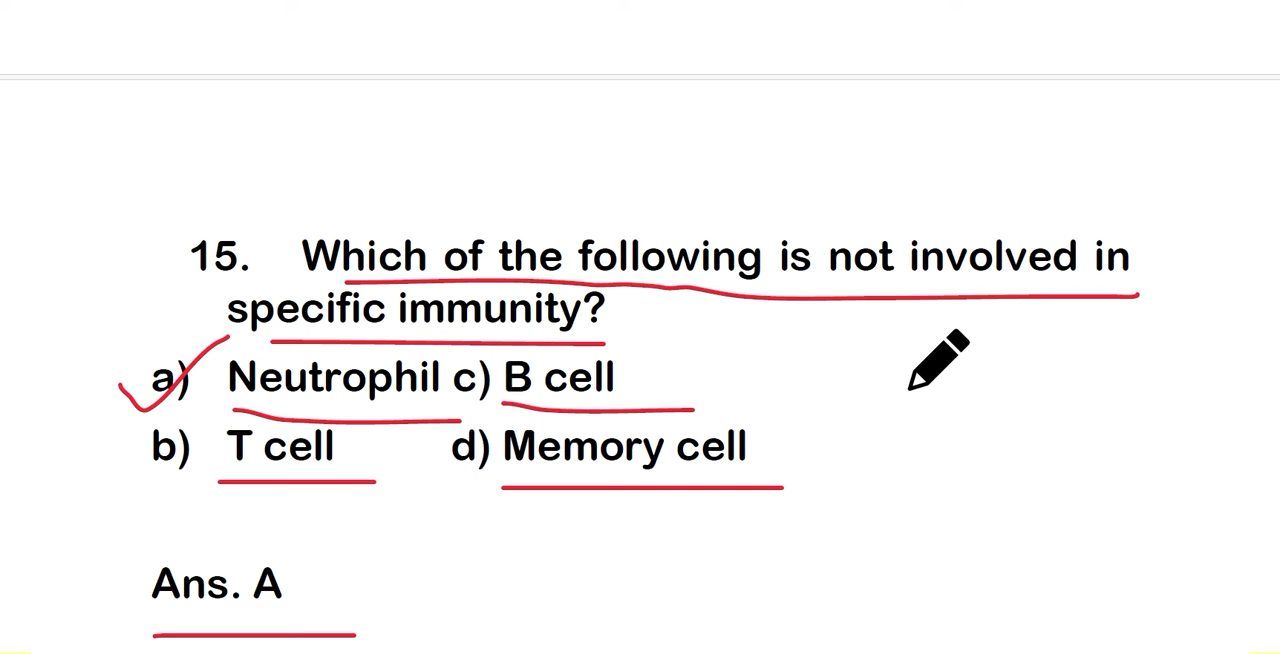 15. Which of the following is not involved in
specific immunity?
a) Neutrophil c) B cell
b) T cell d) Memory cell
Ans. A